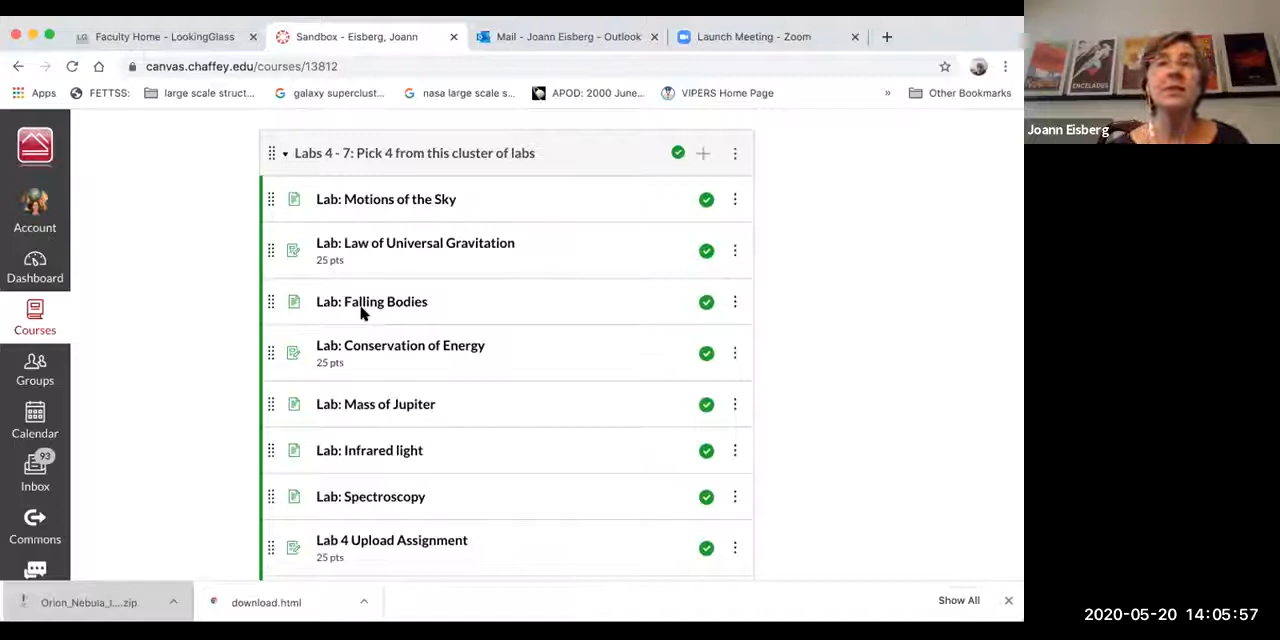 Faculty Home - LookingGlass
Sandbox - Eisberg, Joann
Mail - Joann Eisberg - Outlook
Launch Meeting - Zoom
canvas.chaffey.edu/courses/13812
Apps
FETTSS:
large scale struct...
galaxy superclust...
nasa large scale s...
APOD: 2000 June...
VIPERS Home Page
»
Other Bookmarks
ENCELADUS
Joann Eisberg
Labs 4 - 7: Pick 4 from this cluster of labs
Lab: Motions of the Sky
Account
Lab: Law of Universal Gravitation
25 pts
Dashboard
Lab: Falling Bodies
Courses
Lab: Conservation of Energy
25 pts
Groups
Lab: Mass of Jupiter
Calendar
Lab: Infrared light
93
Inbox
Lab: Spectroscopy
Commons
Lab 4 Upload Assignment
25 pts
Orion_Nebula_I....zip
download.html
Show All
2020-05-20 14:05:57